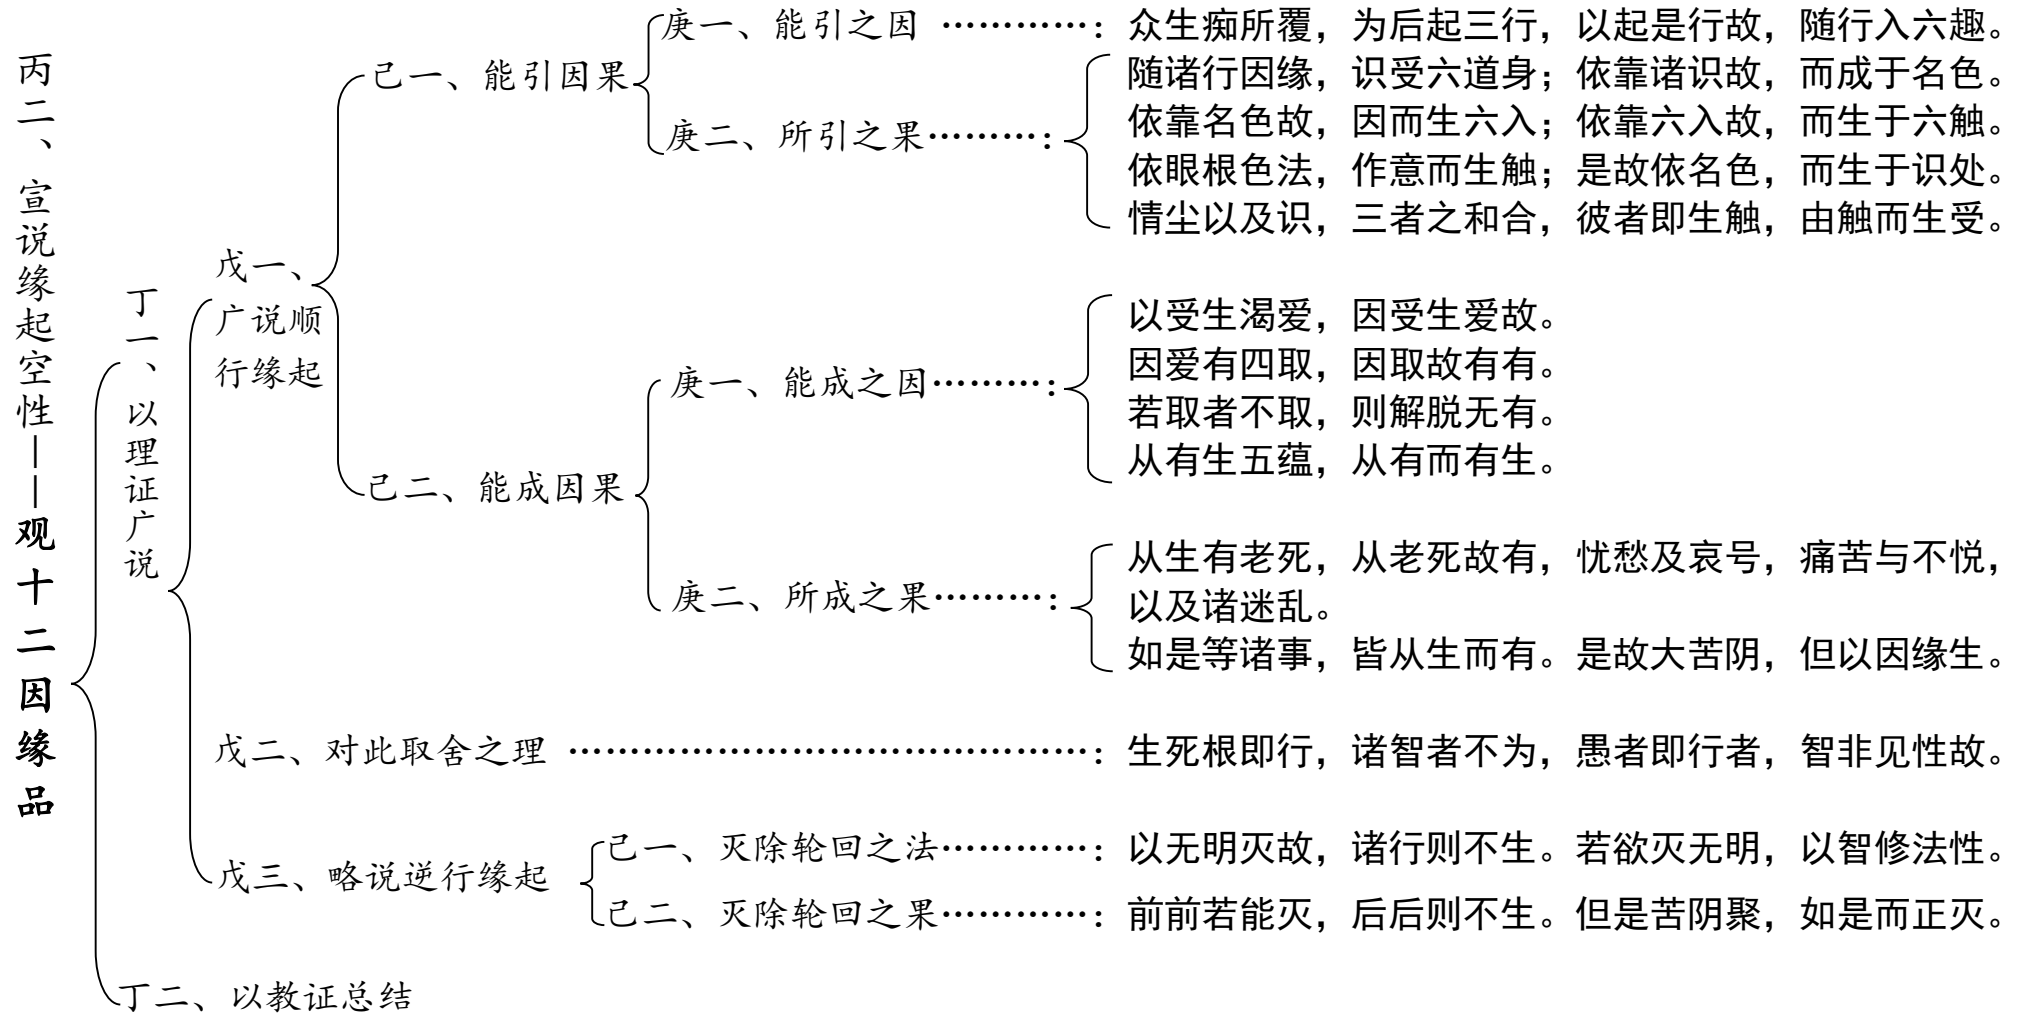 丙二、宣说缘起空性——观十二因缘品
丁一、以理证广说
戊一、
广说顺
行缘起
己一、能引因果
庚一、能引之因 …………：众生痴所覆，为后起三行，以起是行故，随行入六趣。
庚二、所引之果………：
随诸行因缘，识受六道身；依靠诸识故，而成于名色。
依靠名色故，因而生六入；依靠六入故，而生于六触。
依眼根色法，作意而生触；是故依名色，而生于识处。
情尘以及识，三者之和合，彼者即生触，由触而生受。
己二、能成因果
庚一、能成之因………：
以受生渴爱，因受生爱故。
因爱有四取，因取故有有。
若取者不取，则解脱无有。
从有生五蕴，从有而有生。
庚二、所成之果………：
从生有老死，从老死故有，忧愁及哀号，痛苦与不悦，
以及诸迷乱。
如是等诸事，皆从生而有。是故大苦阴，但以因缘生。
戊二、对此取舍之理 ……………………………………：生死根即行，诸智者不为，愚者即行者，智非见性故。
戊三、略说逆行缘起
己一、灭除轮回之法…………：以无明灭故，诸行则不生。若欲灭无明，以智修法性。
己二、灭除轮回之果…………：前前若能灭，后后则不生。但是苦阴聚，如是而正灭。
丁二、以教证总结